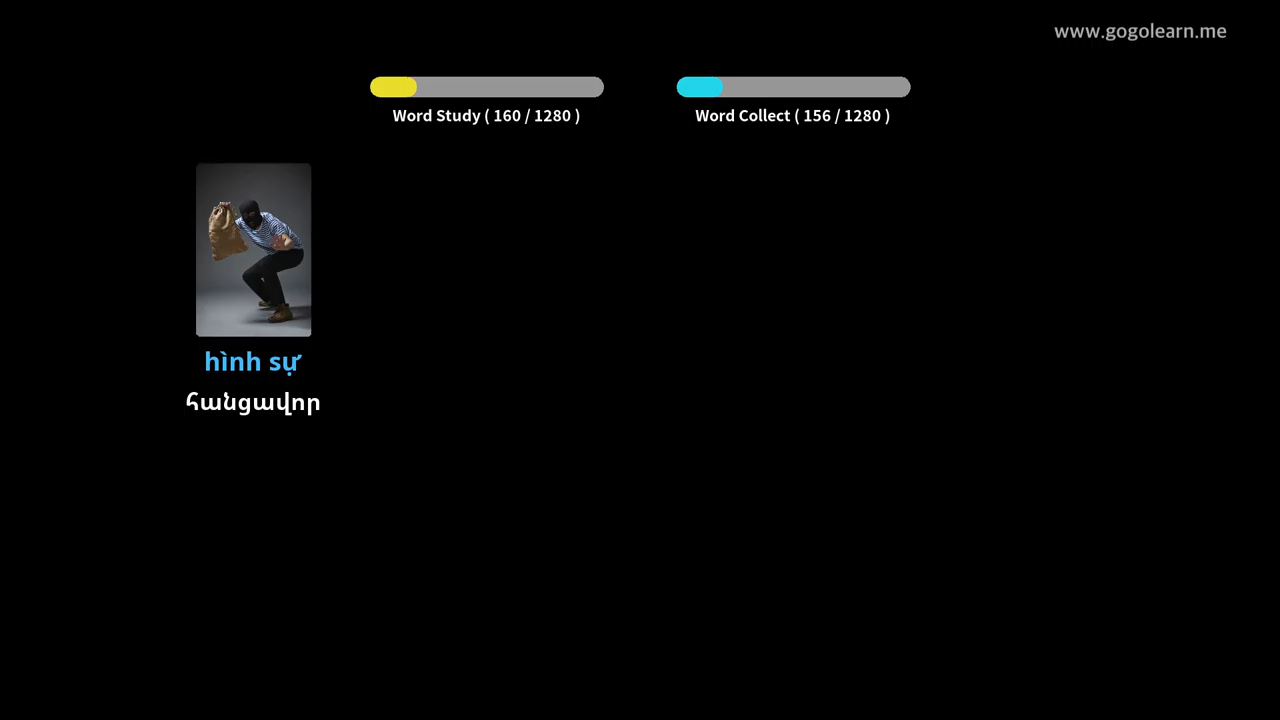 www.gogolearn.me
Word Study ( 160 / 1280 )
Word Collect ( 156 / 1280 )
hình sự
հանցավոր